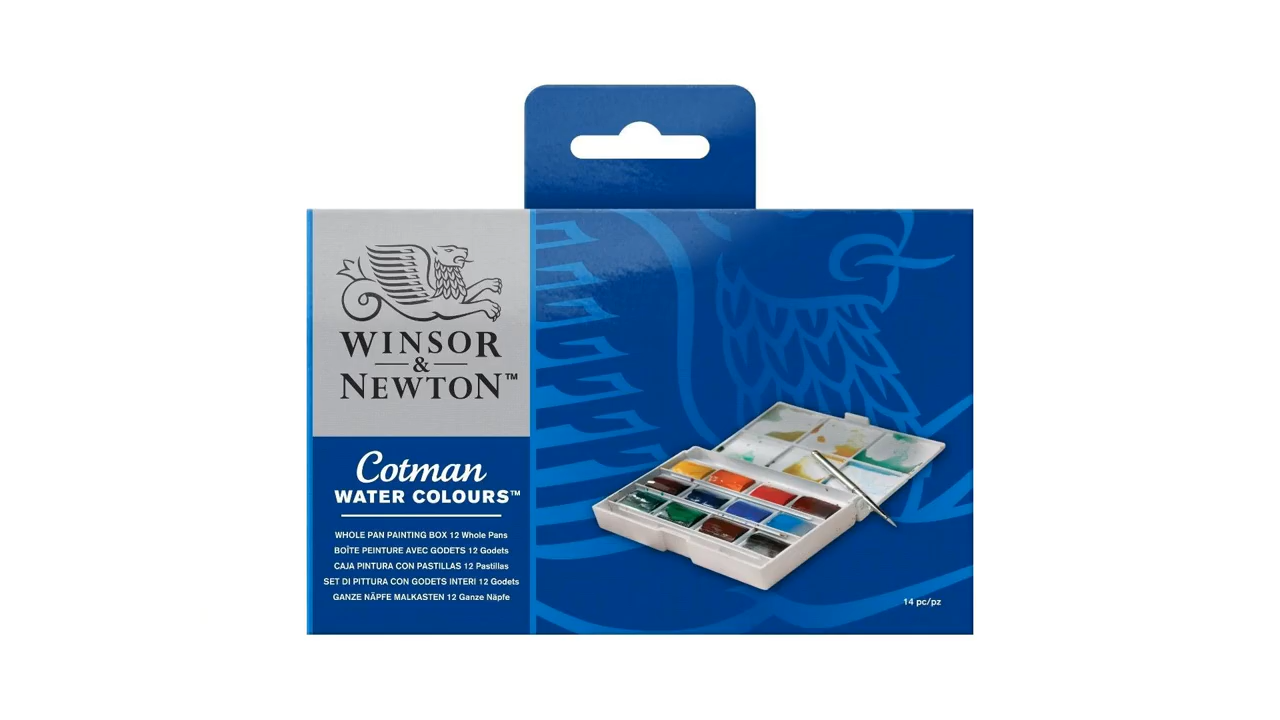 WINSOR
&
NEWTON™
Cotman
WATER COLOURS™
WHOLE PAN PAINTING BOX 12 Whole Pans
BOÎTE PEINTURE AVEC GODETS 12 Godets
CAJA PINTURA CON PASTILLAS 12 Pastillas
SET DI PITTURA CON GODETS INTERI 12 Godets
GANZE NÄPFE MALKASTEN 12 Ganze Näpfe
14 pc/pz